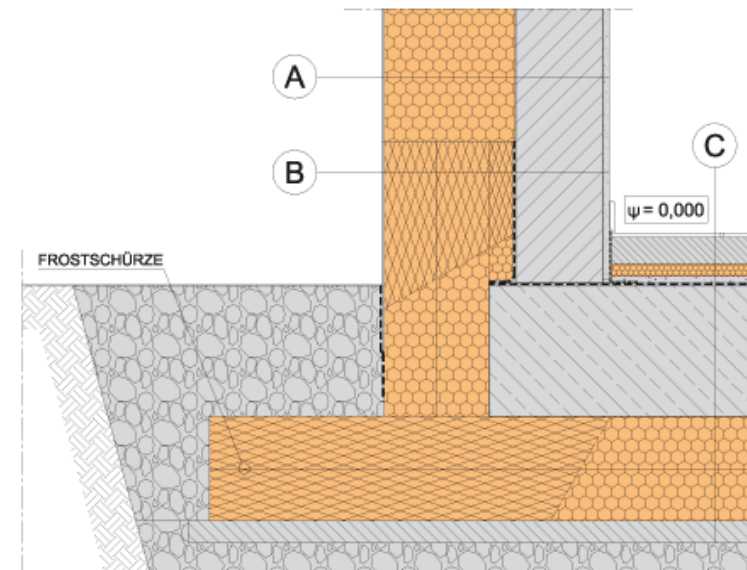 A
C
B
ψ = 0,000
FROSTSCHÜRZE